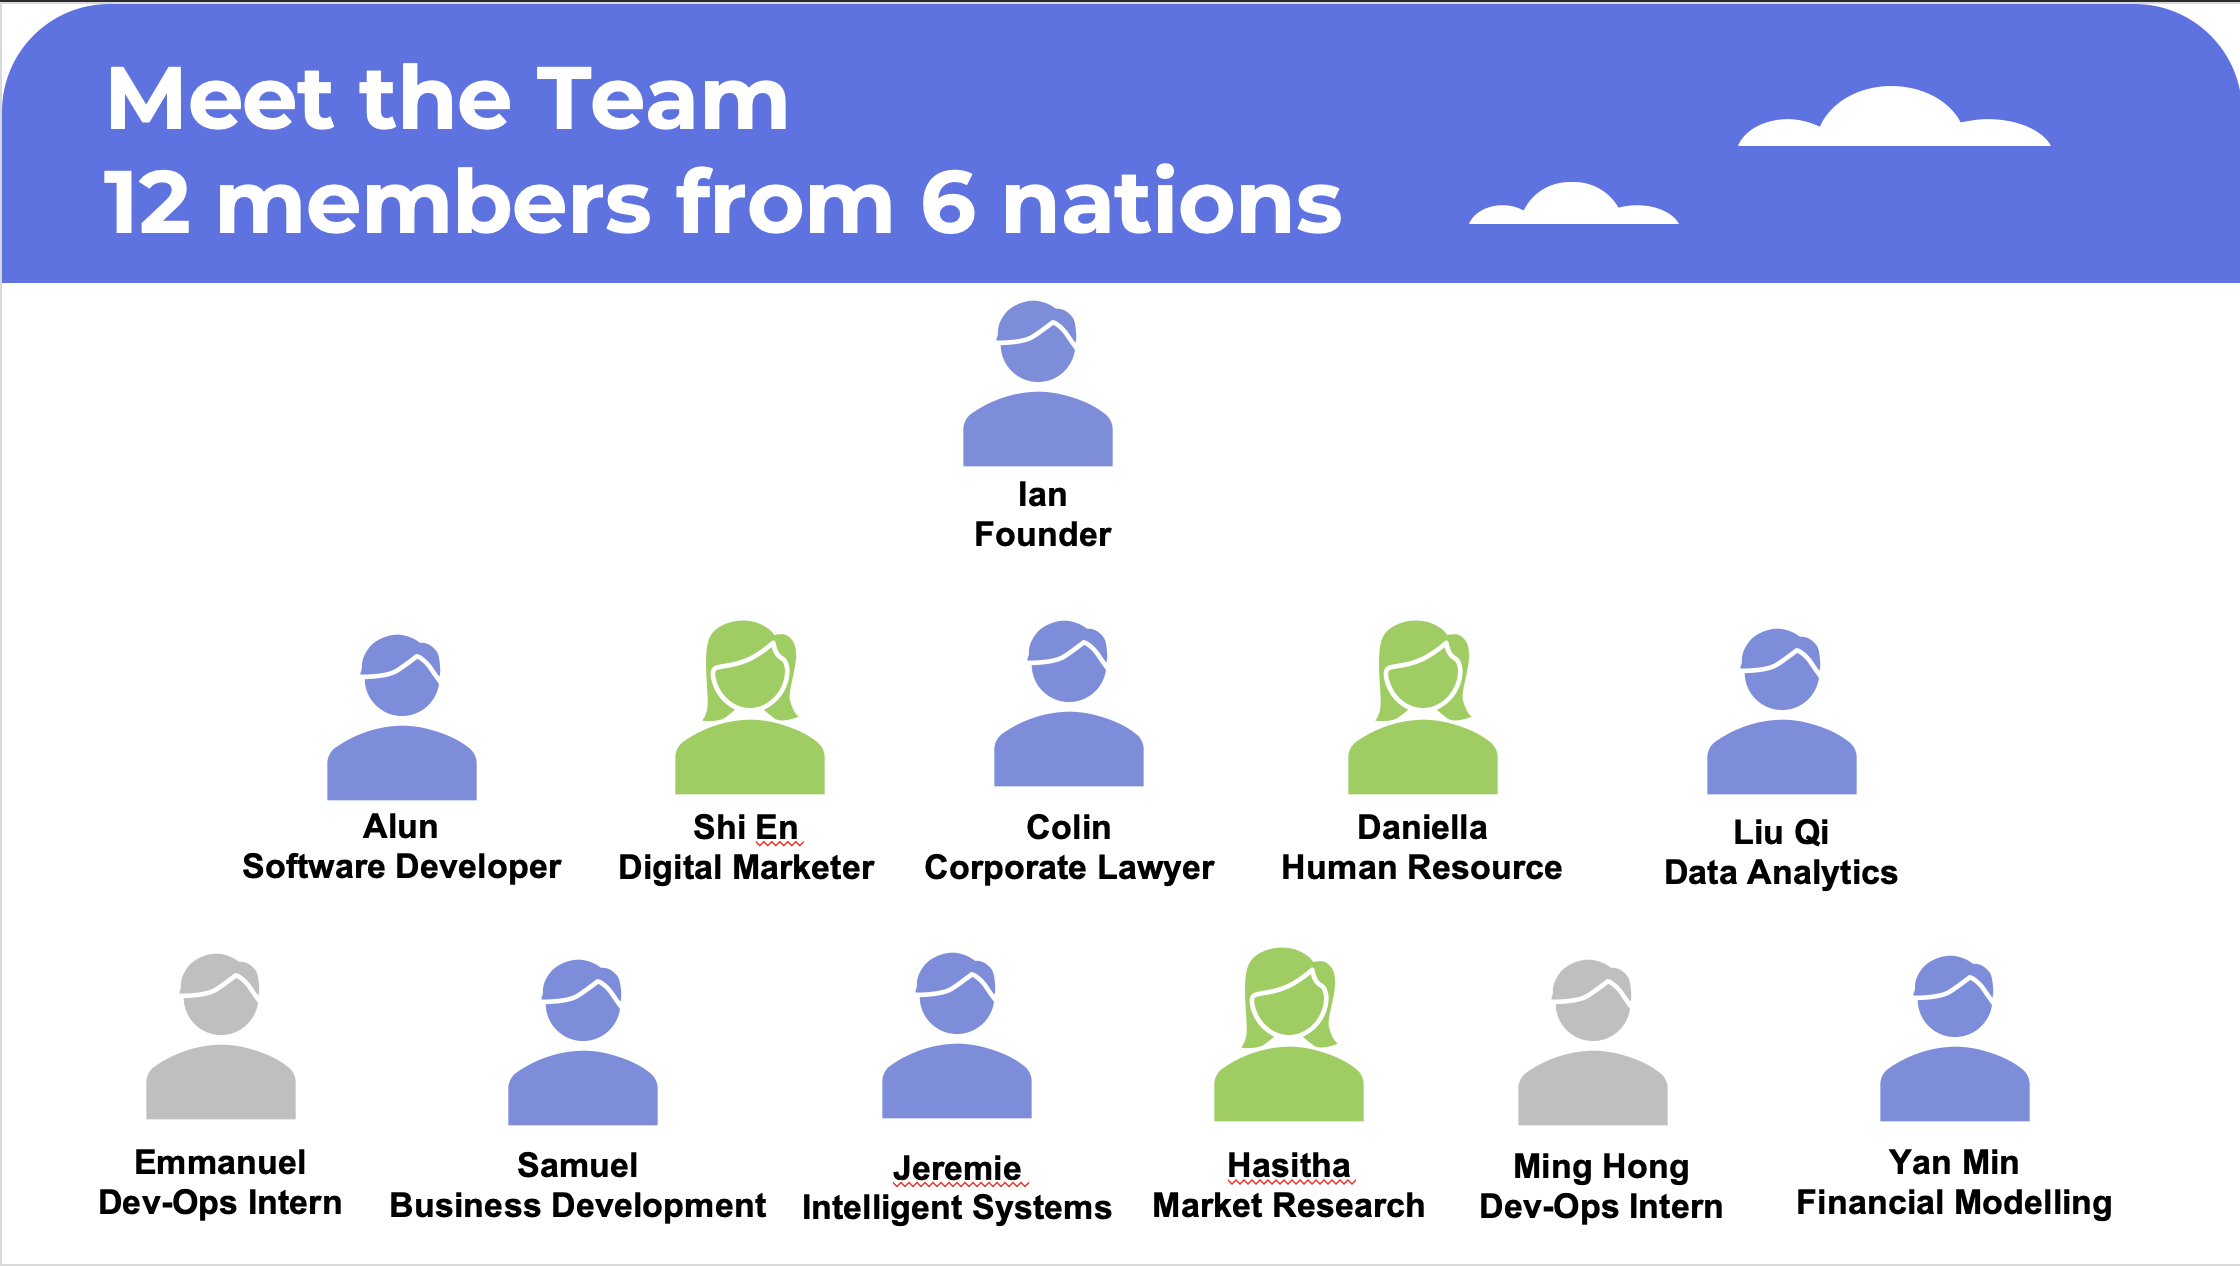 Meet the Team
12 members from 6 nations
Ian
Founder
Alun
Software Developer
Shi En
Digital Marketer
Colin
Corporate Lawyer
Daniella
Human Resource
Liu Qi
Data Analytics
Emmanuel
Dev-Ops Intern
Samuel
Business Development
Jeremie
Intelligent Systems
Hasitha
Market Research
Ming Hong
Dev-Ops Intern
Yan Min
Financial Modelling